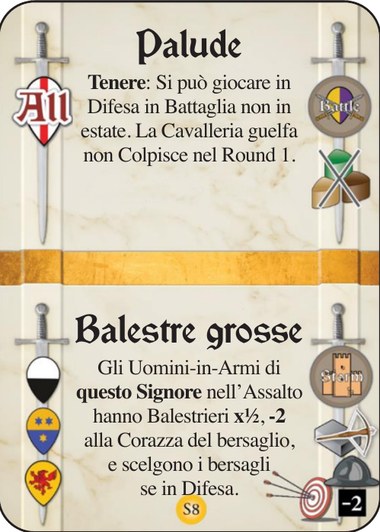 Palude
All
Tenere: Si può giocare in
Battle
Difesa in Battaglia non in
estate. La Cavalleria guelfa
non Colpisce nel Round 1.
Balestre grosse
Gli Uomini-in-Armi di
Storm
questo Signore nell'Assalto
hanno Balestrieri x½, -2
alla Corazza del bersaglio,
e scelgono i bersagli
se in Difesa.
-2
S8